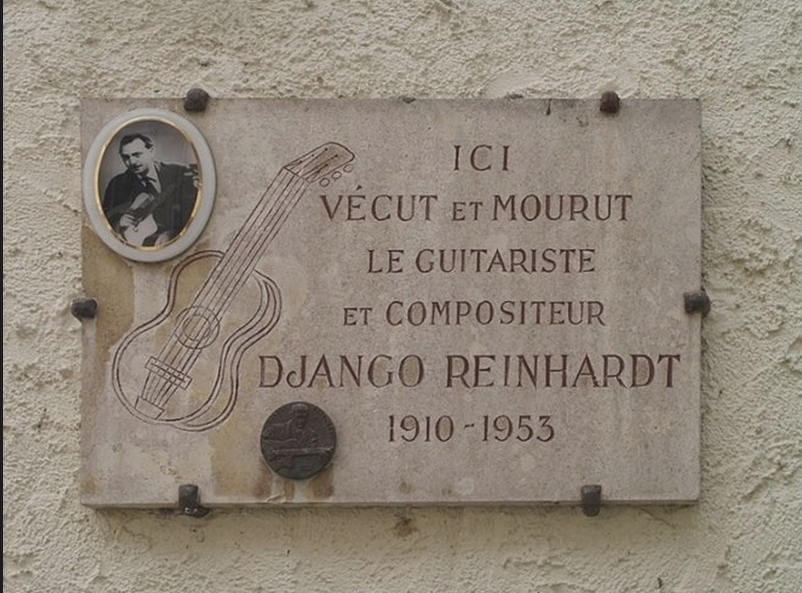 ICI
VÉCUT ET MOURUT
LE GUITARISTE
ET COMPOSITEUR
DJANGO REINHARDT
1910-1953